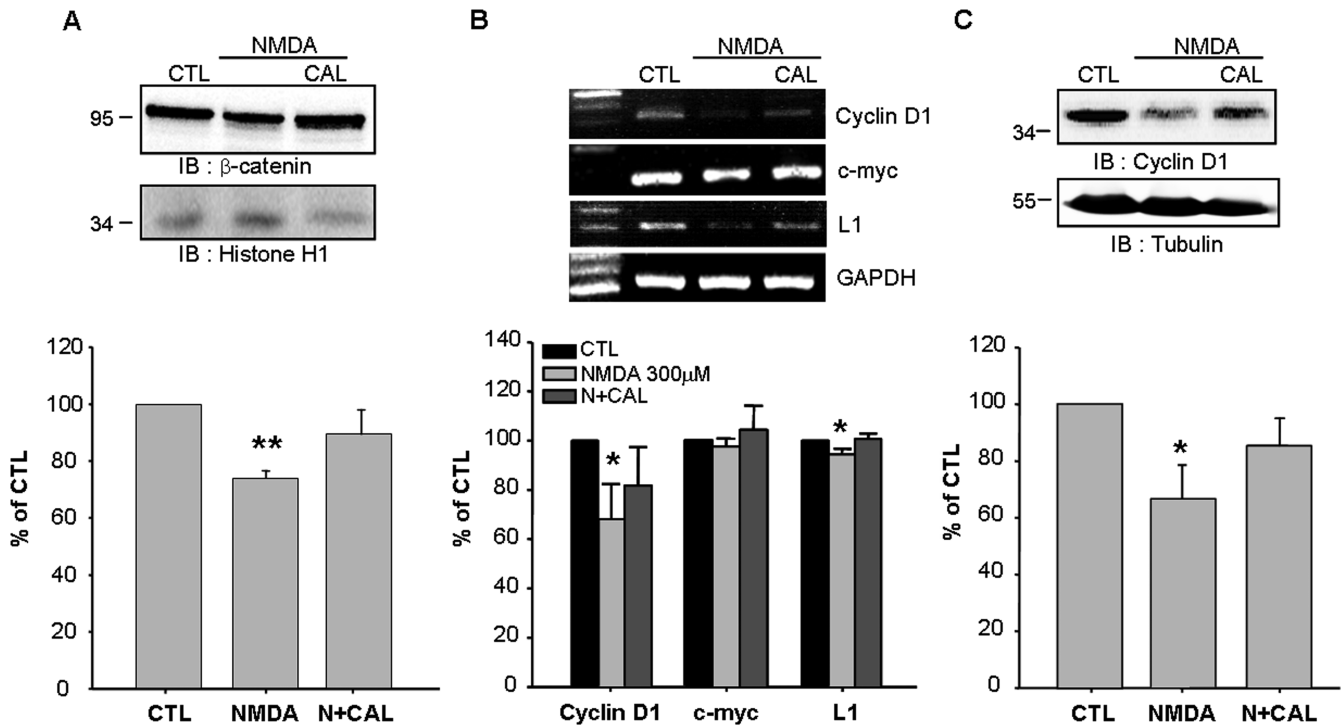 A
NMDA
CTL CAL
95
IB : β-catenin
34
IB : Histone H1
120
100
80
60
40
20
0
% of CTL
**
CTL NMDA N+CAL
B
NMDA
CTL CAL
Cyclin D1
c-myc
L1
GAPDH
140
120
100
80
60
40
20
0
% of CTL
CTL
NMDA 300μM
N+CAL
*
*
Cyclin D1 c-myc L1
C
NMDA
CTL CAL
34
IB : Cyclin D1
55
IB : Tubulin
120
100
80
60
40
20
0
% of CTL
*
CTL NMDA N+CAL